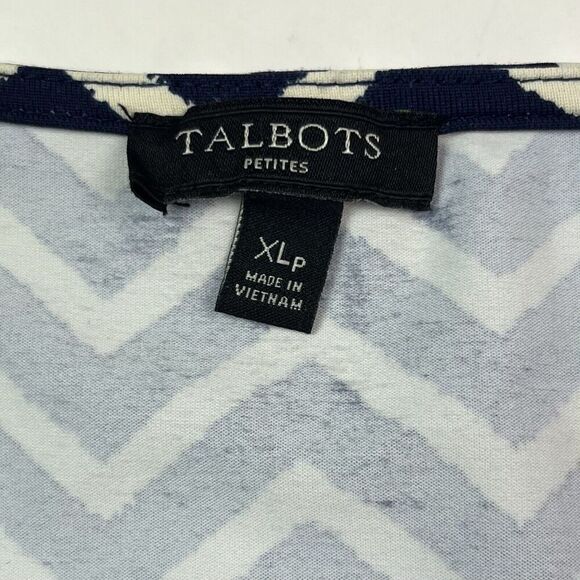 TALBOTS
PETITES
XLP
MADE IN
VIETNAM